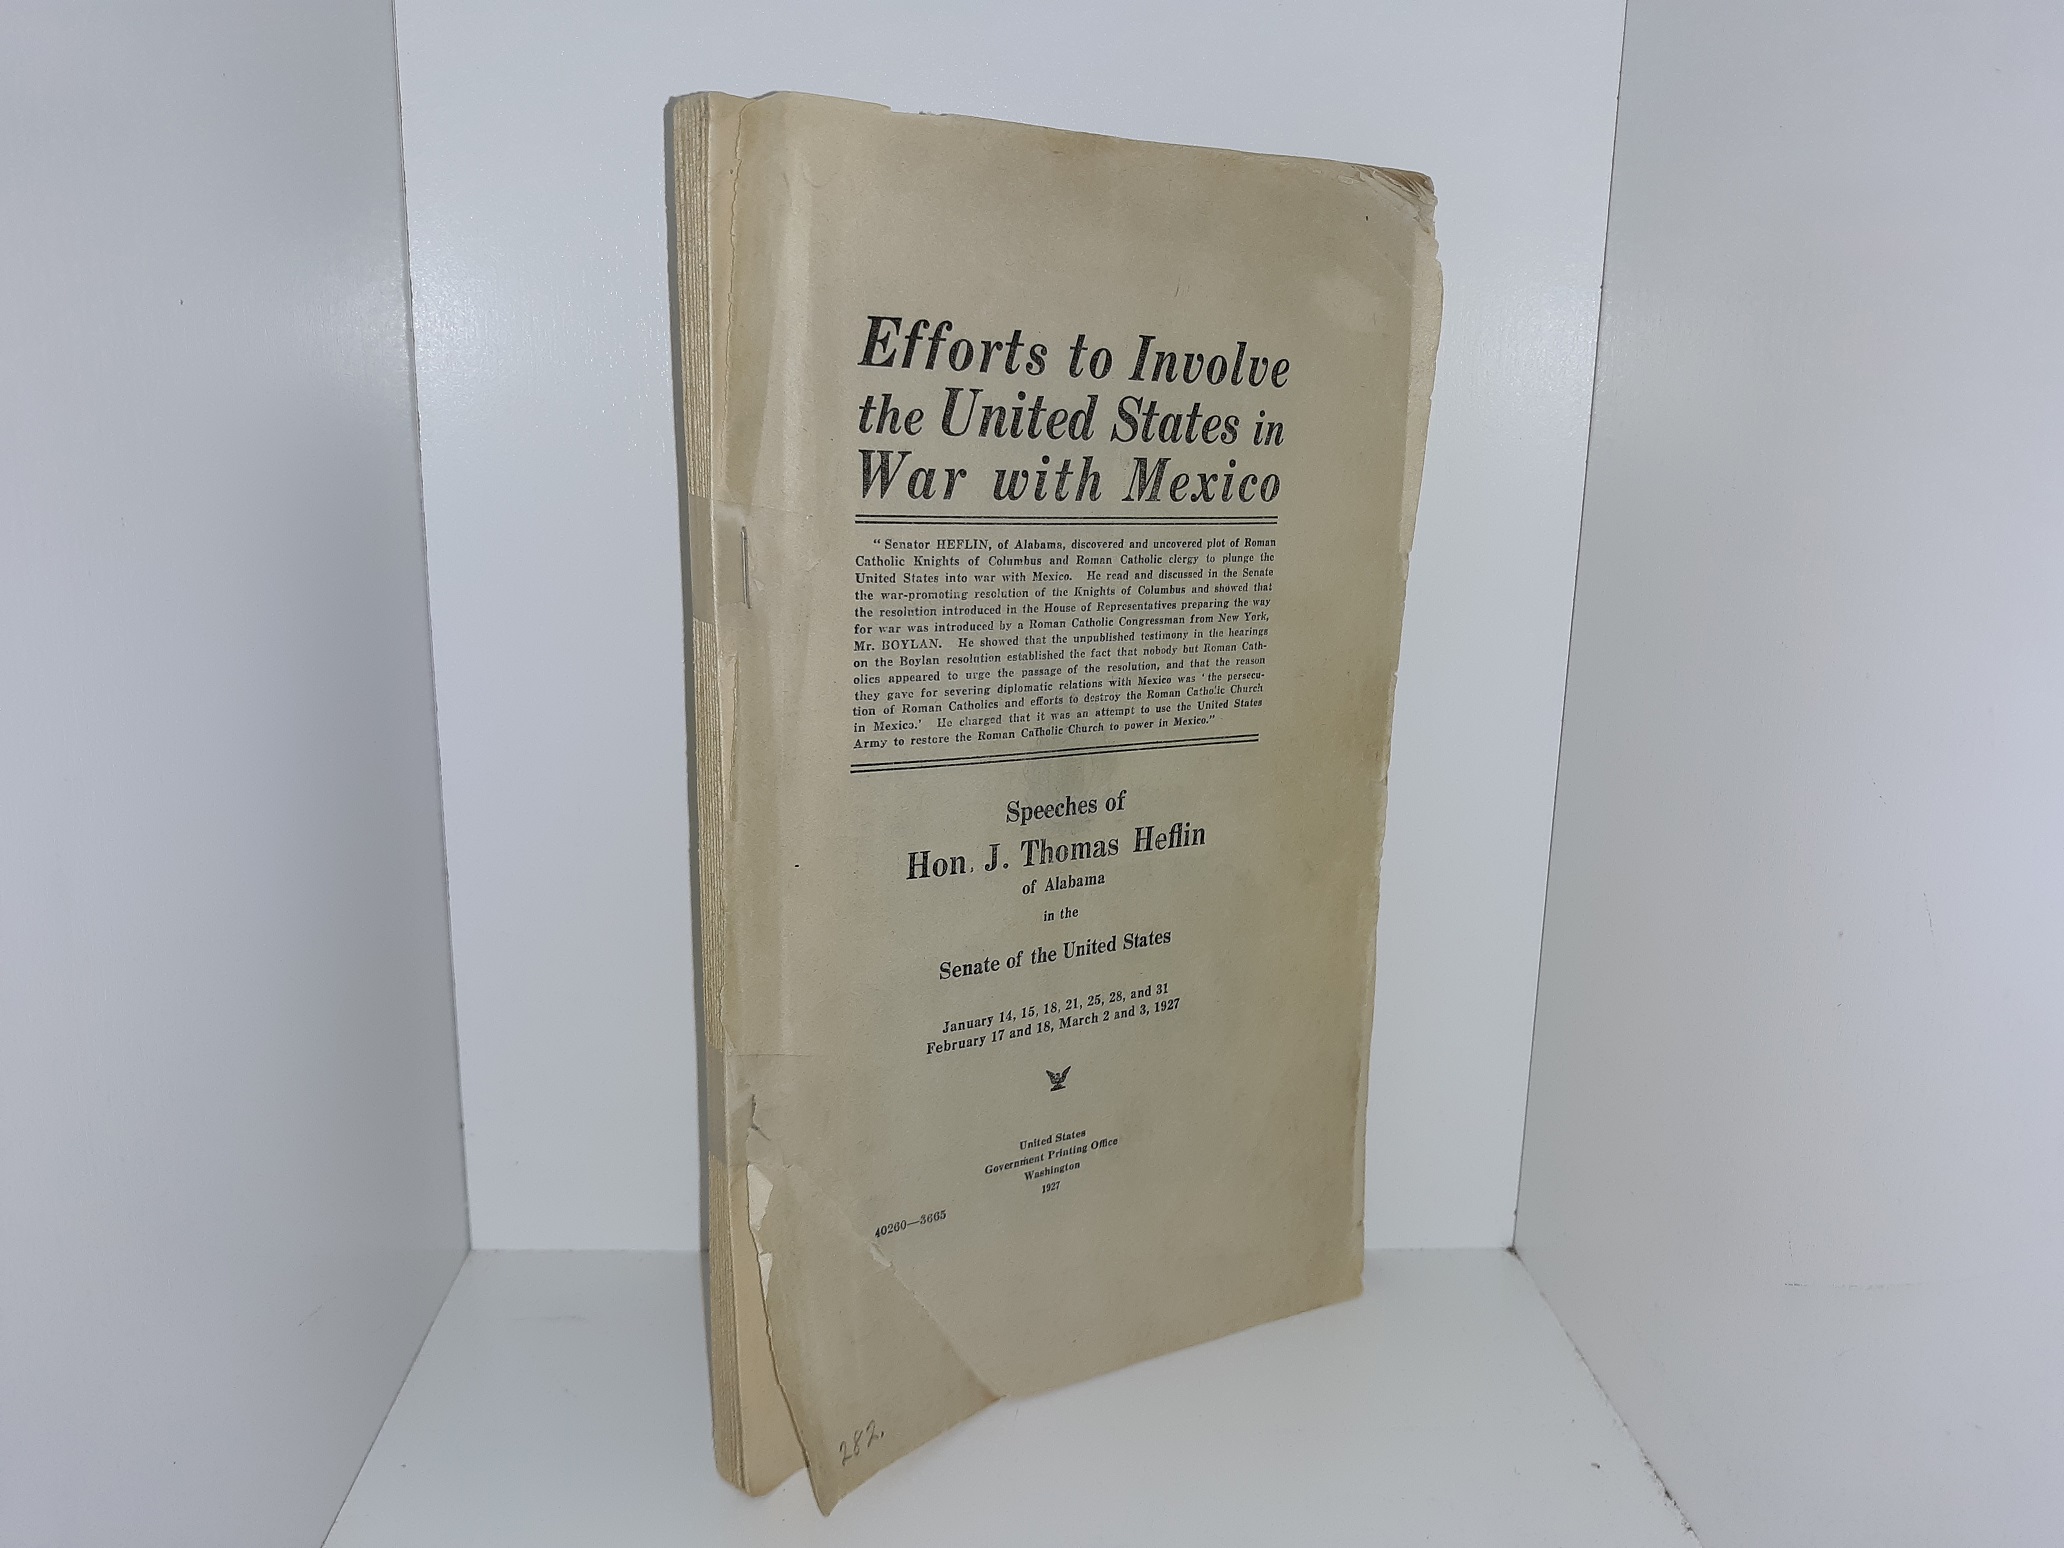 Efforts to Involve
the United States in
War with Mexico
" Senator HEFLIN, of Alabama, discovered and uncovered plot of Roman
Catholic Knights of Columbus and Roman Catholic clergy to plunge the
United States into war with Mexico. He read and discussed in the Senate
the war-promoting resolution of the Knights of Columbus and showed that
the resolution introduced in the House of Representatives preparing the way
for war was introduced by a Roman Catholic Congressman from New York,
Mr. BOYLAN. He showed that the unpublished testimony in the hearings
on the Boylan resolution established the fact that nobody but Roman Cath-
olics appeared to urge the passage of the resolution, and that the reason
they gave for severing diplomatic relations with Mexico was ' the persecu-
tion of Roman Catholics and efforts to destroy the Roman Catholic Church
in Mexico.' He charged that it was an attempt to use the United States
Army to restore the Roman Catholic Church to power in Mexico."
Speeches of
Hon. J. Thomas Heflin
of Alabama
in the
Senate of the United States
January 14, 15, 18, 21, 25, 28, and 31
February 17 and 18, March 2 and 3, 1927
United States
Government Printing Office
Washington
1927
40260—3665
282.